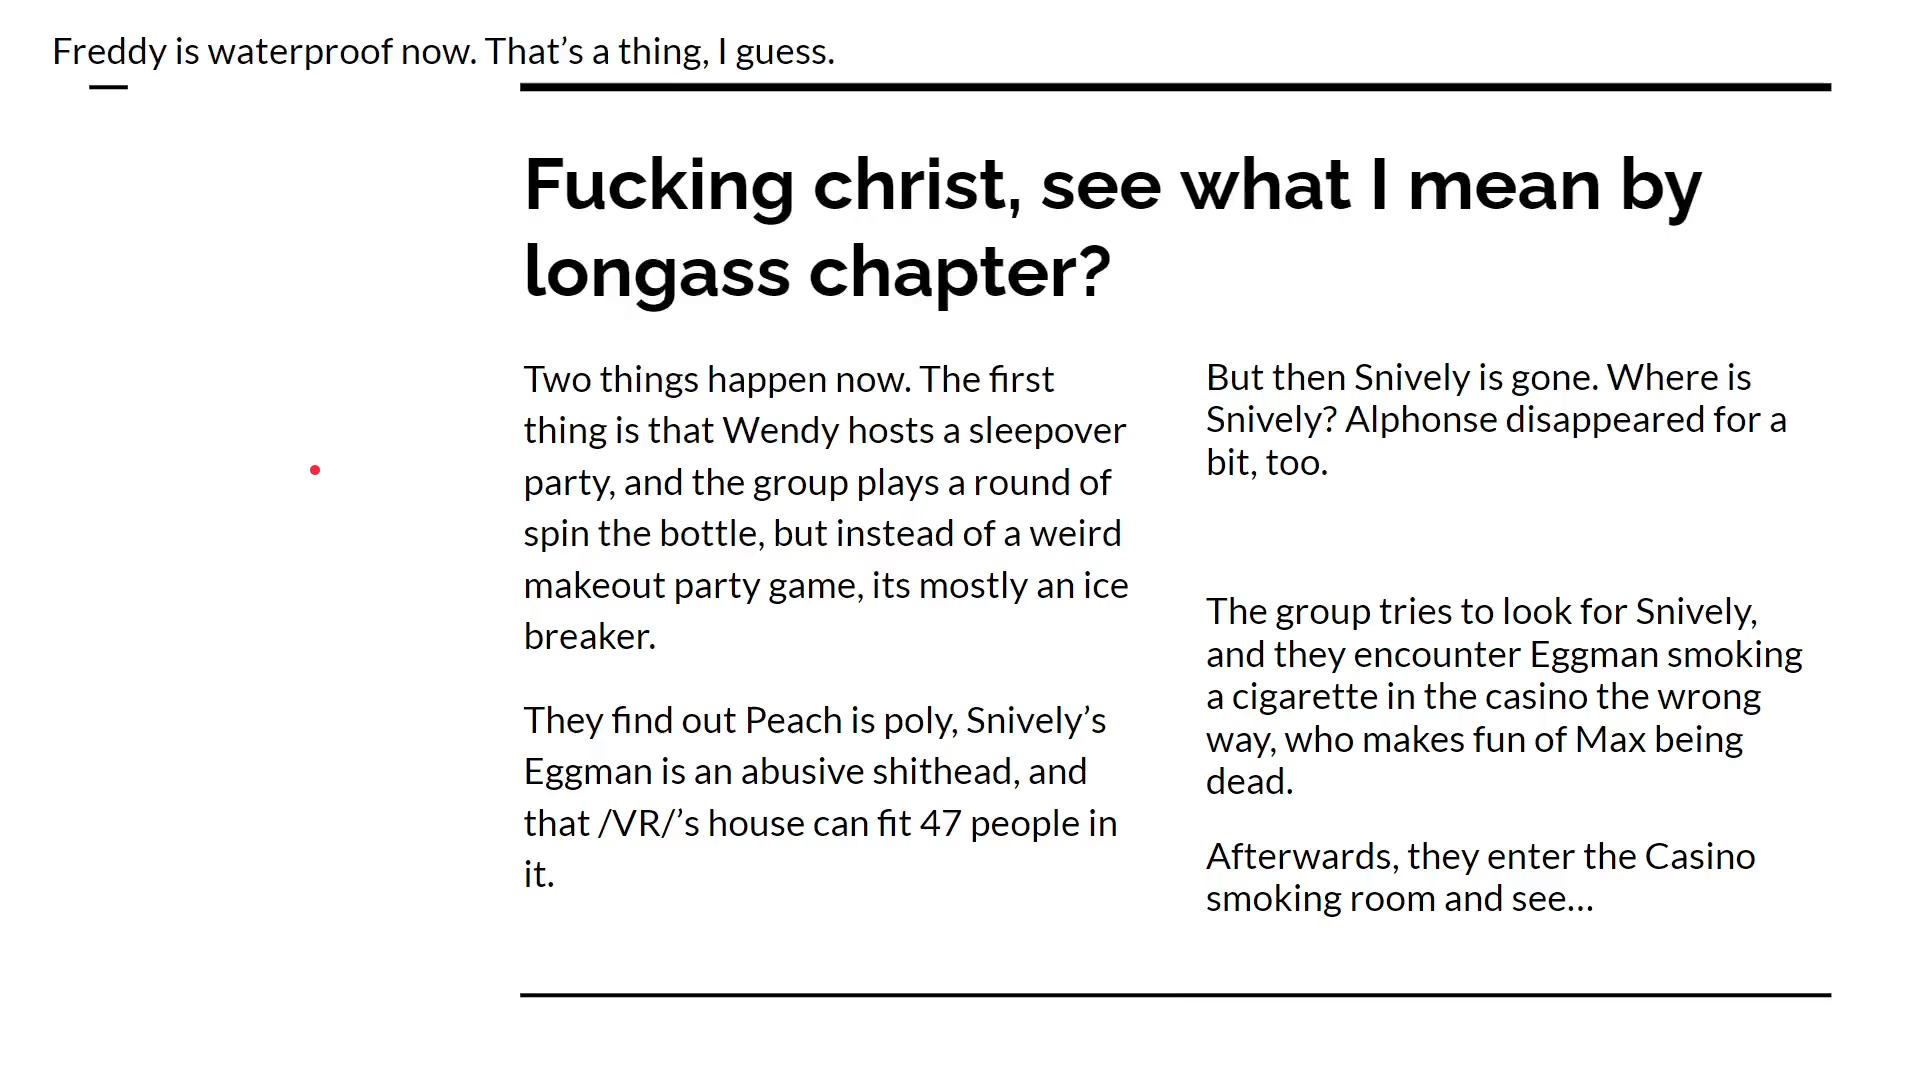 Freddy is waterproof now. That’s a thing, I guess.
Fucking christ, see what I mean by
longass chapter?
Two things happen now. The first
thing is that Wendy hosts a sleepover
party, and the group plays a round of
spin the bottle, but instead of a weird
makeout party game, its mostly an ice
breaker.
They find out Peach is poly, Snively’s
Eggman is an abusive shithead, and
that /VR/’s house can fit 47 people in
it.
But then Snively is gone. Where is
Snively? Alphonse disappeared for a
bit, too.
The group tries to look for Snively,
and they encounter Eggman smoking
a cigarette in the casino the wrong
way, who makes fun of Max being
dead.
Afterwards, they enter the Casino
smoking room and see...